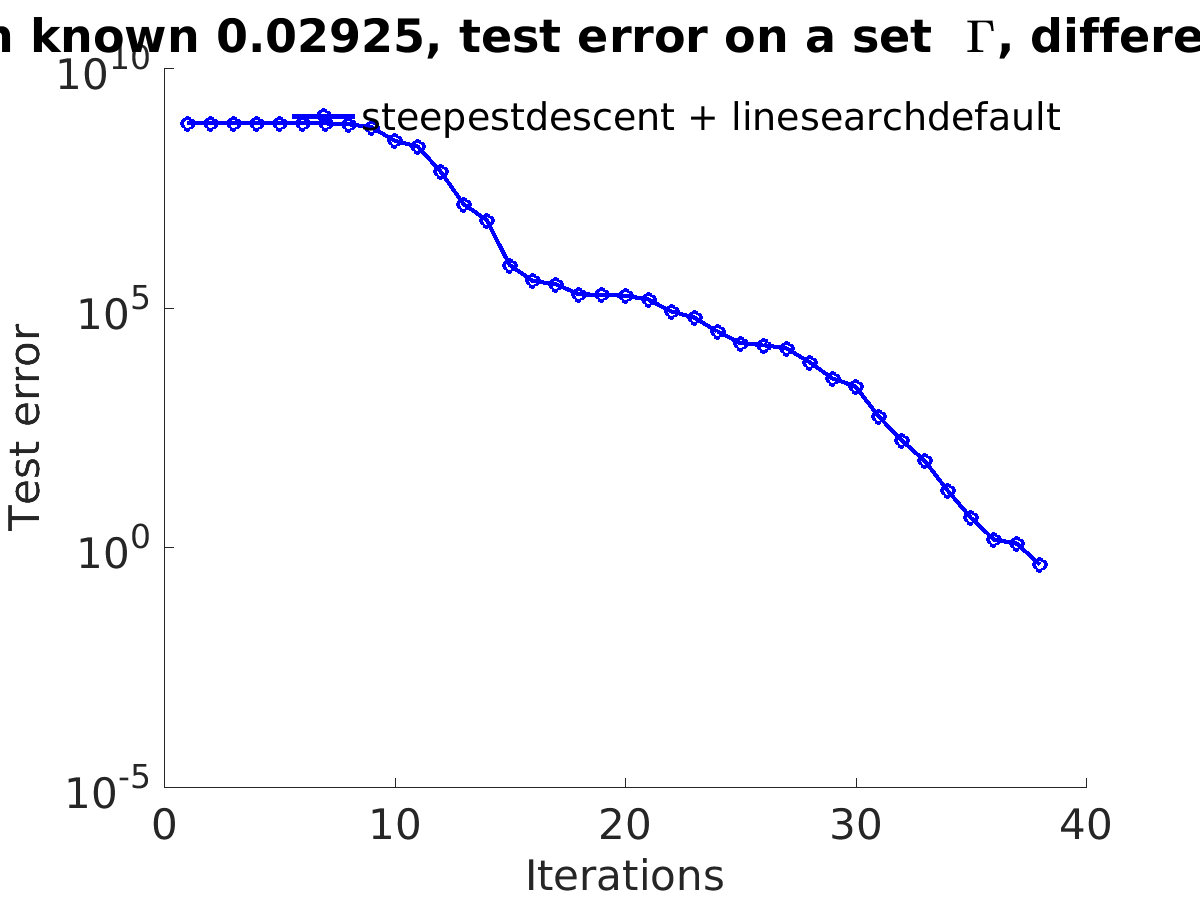 known 0.02925, test error on a set Γ,
steepestdescent + linesearchdefault
10^10
10^5
10^0
10^-5
Test error
0 10 20 30 40
Iterations